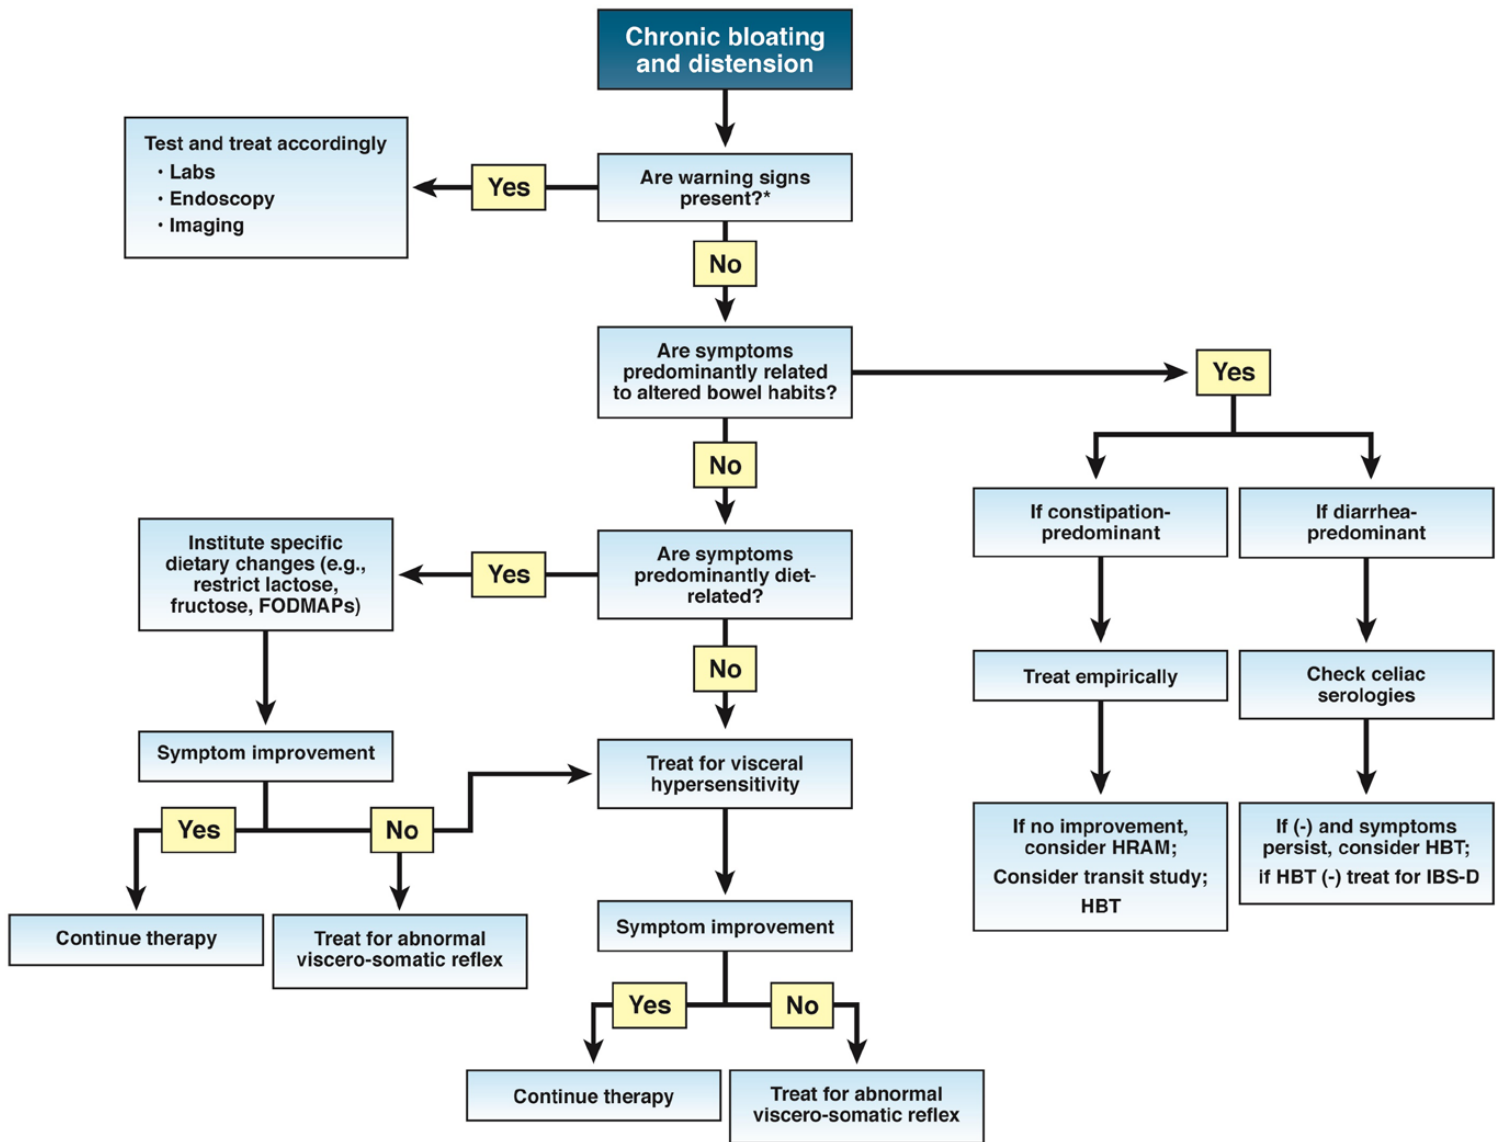 Chronic bloating
and distension
Test and treat accordingly
· Labs
· Endoscopy
· Imaging
Yes
Are warning signs
present?*
No
Are symptoms
predominantly related
to altered bowel habits?
Yes
No
If constipation-
predominant
If diarrhea-
predominant
Institute specific
dietary changes (e.g.,
restrict lactose,
fructose, FODMAPs)
Yes
Are symptoms
predominantly diet-
related?
No
Treat empirically
Check celiac
serologies
Symptom improvement
Treat for visceral
hypersensitivity
Yes
No
If no improvement,
consider HRAM;
Consider transit study;
HBT
If (-) and symptoms
persist, consider HBT;
if HBT (-) treat for IBS-D
Continue therapy
Treat for abnormal
viscero-somatic reflex
Symptom improvement
Yes
No
Continue therapy
Treat for abnormal
viscero-somatic reflex